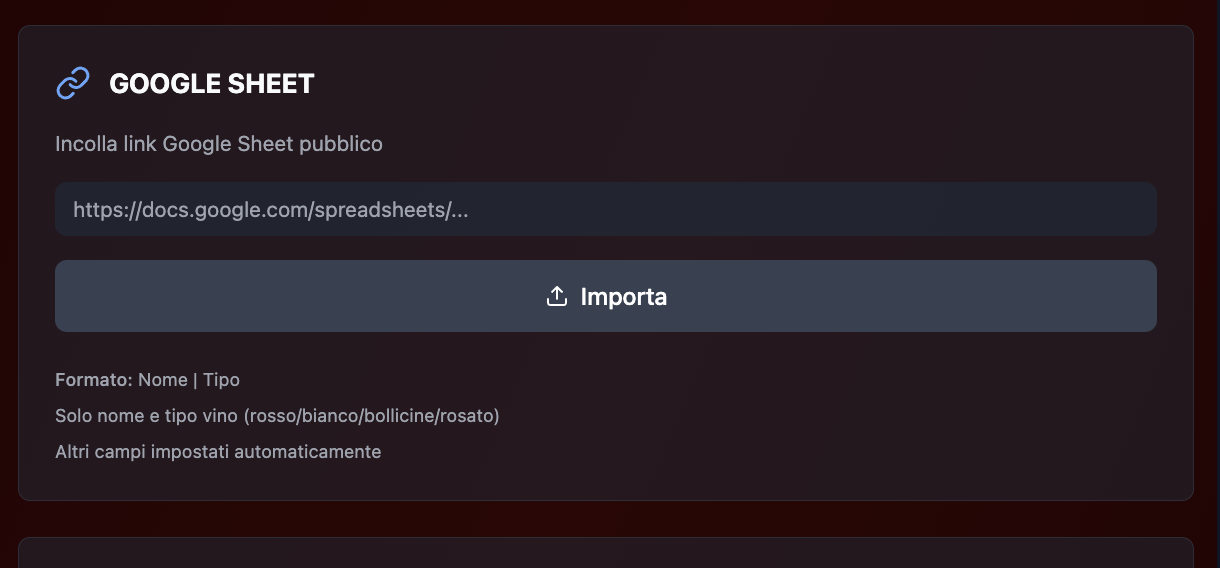 GOOGLE SHEET
Incolla link Google Sheet pubblico
https://docs.google.com/spreadsheets/...
Importa
Formato: Nome | Tipo
Solo nome e tipo vino (rosso/bianco/bollicine/rosato)
Altri campi impostati automaticamente